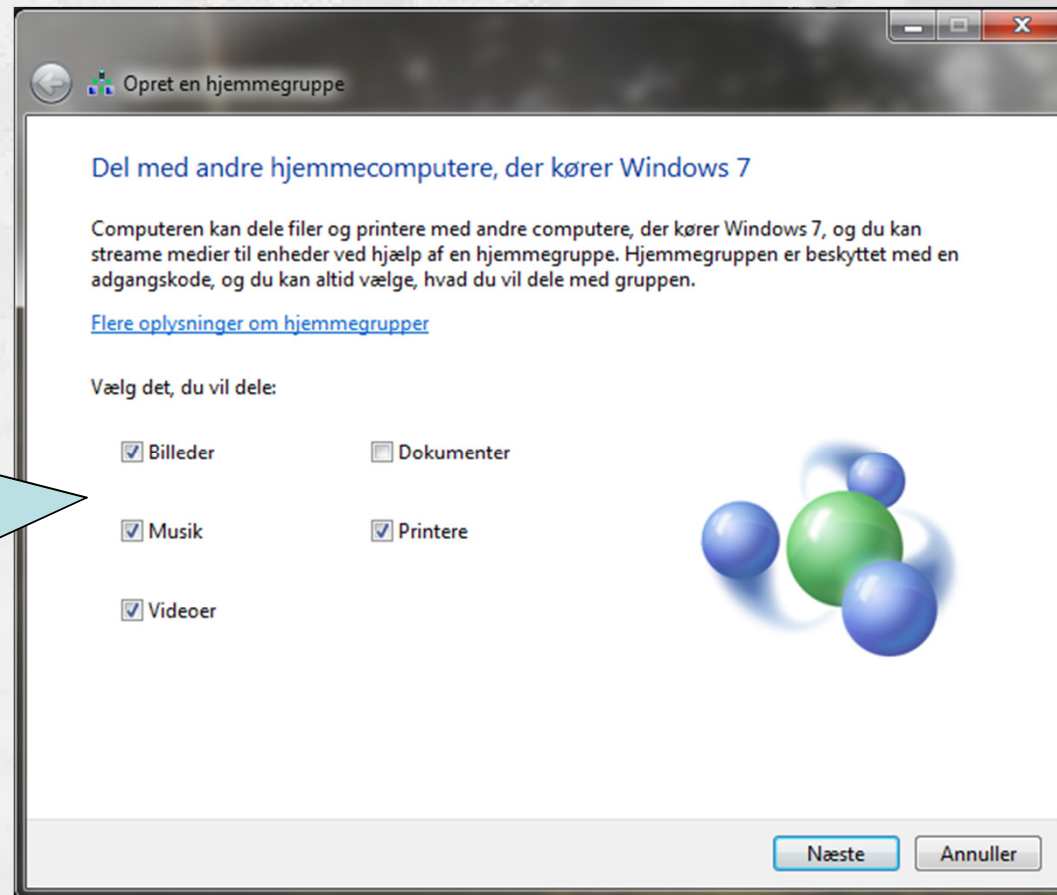 Opret en hjemmegruppe
Del med andre hjemmecomputere, der kører Windows 7
Computeren kan dele filer og printere med andre computere, der kører Windows 7, og du kan
streame medier til enheder ved hjælp af en hjemmegruppe. Hjemmegruppen er beskyttet med en
adgangskode, og du kan altid vælge, hvad du vil dele med gruppen.
Flere oplysninger om hjemmegrupper
Vælg det, du vil dele:
Billeder Dokumenter
Musik Printere
Videoer
Næste Annuller